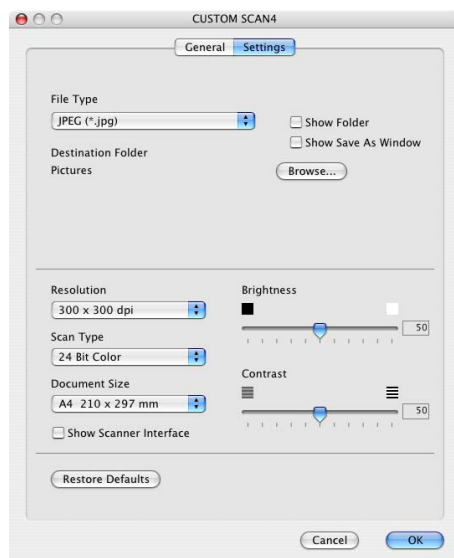 CUSTOM SCAN4
General Settings
File Type
JPEG (*.jpg)
Show Folder
Show Save As Window
Destination Folder
Pictures
Browse...
Resolution
300 x 300 dpi
Scan Type
24 Bit Color
Document Size
A4 210 x 297 mm
Show Scanner Interface
Brightness
50
Contrast
50
Restore Defaults
Cancel OK